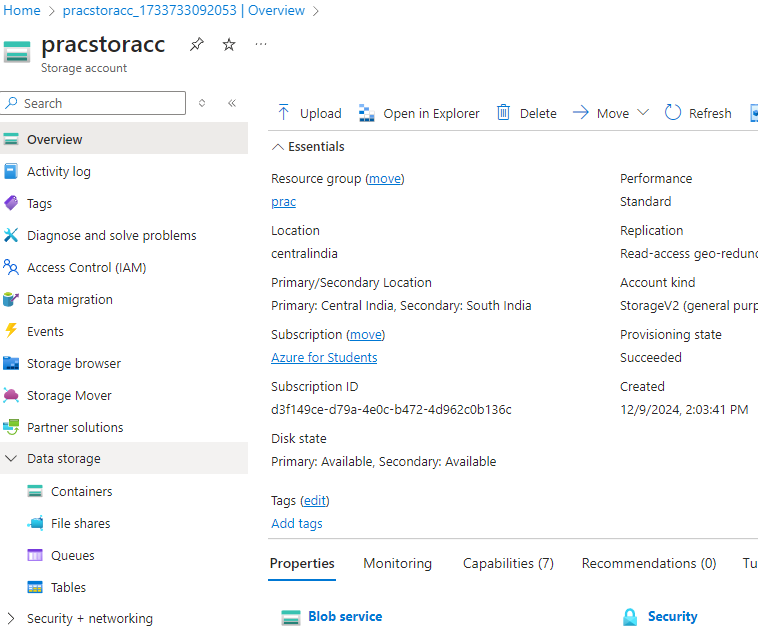 Home > pracstoracc_1733733092053 | Overview >
pracstoracc
Storage account
Search
Overview
Activity log
Tags
Diagnose and solve problems
Access Control (IAM)
Data migration
Events
Storage browser
Storage Mover
Partner solutions
Data storage
Containers
File shares
Queues
Tables
Security + networking
Upload Open in Explorer Delete Move Refresh
Essentials
Resource group (move)
prac
Location
centralindia
Primary/Secondary Location
Primary: Central India, Secondary: South India
Subscription (move)
Azure for Students
Subscription ID
d3f149ce-d79a-4e0c-b472-4d962c0b136c
Disk state
Primary: Available, Secondary: Available
Tags (edit)
Add tags
Performance
Standard
Replication
Read-access geo-redun
Account kind
StorageV2 (general purp
Provisioning state
Succeeded
Created
12/9/2024, 2:03:41 PM
Properties Monitoring Capabilities (7) Recommendations (0) Tu
Blob service
Security